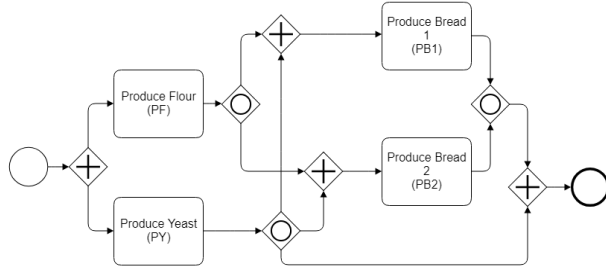 Produce Flour
(PF)
Produce Yeast
(PY)
Produce Bread
1
(PB1)
Produce Bread
2
(PB2)